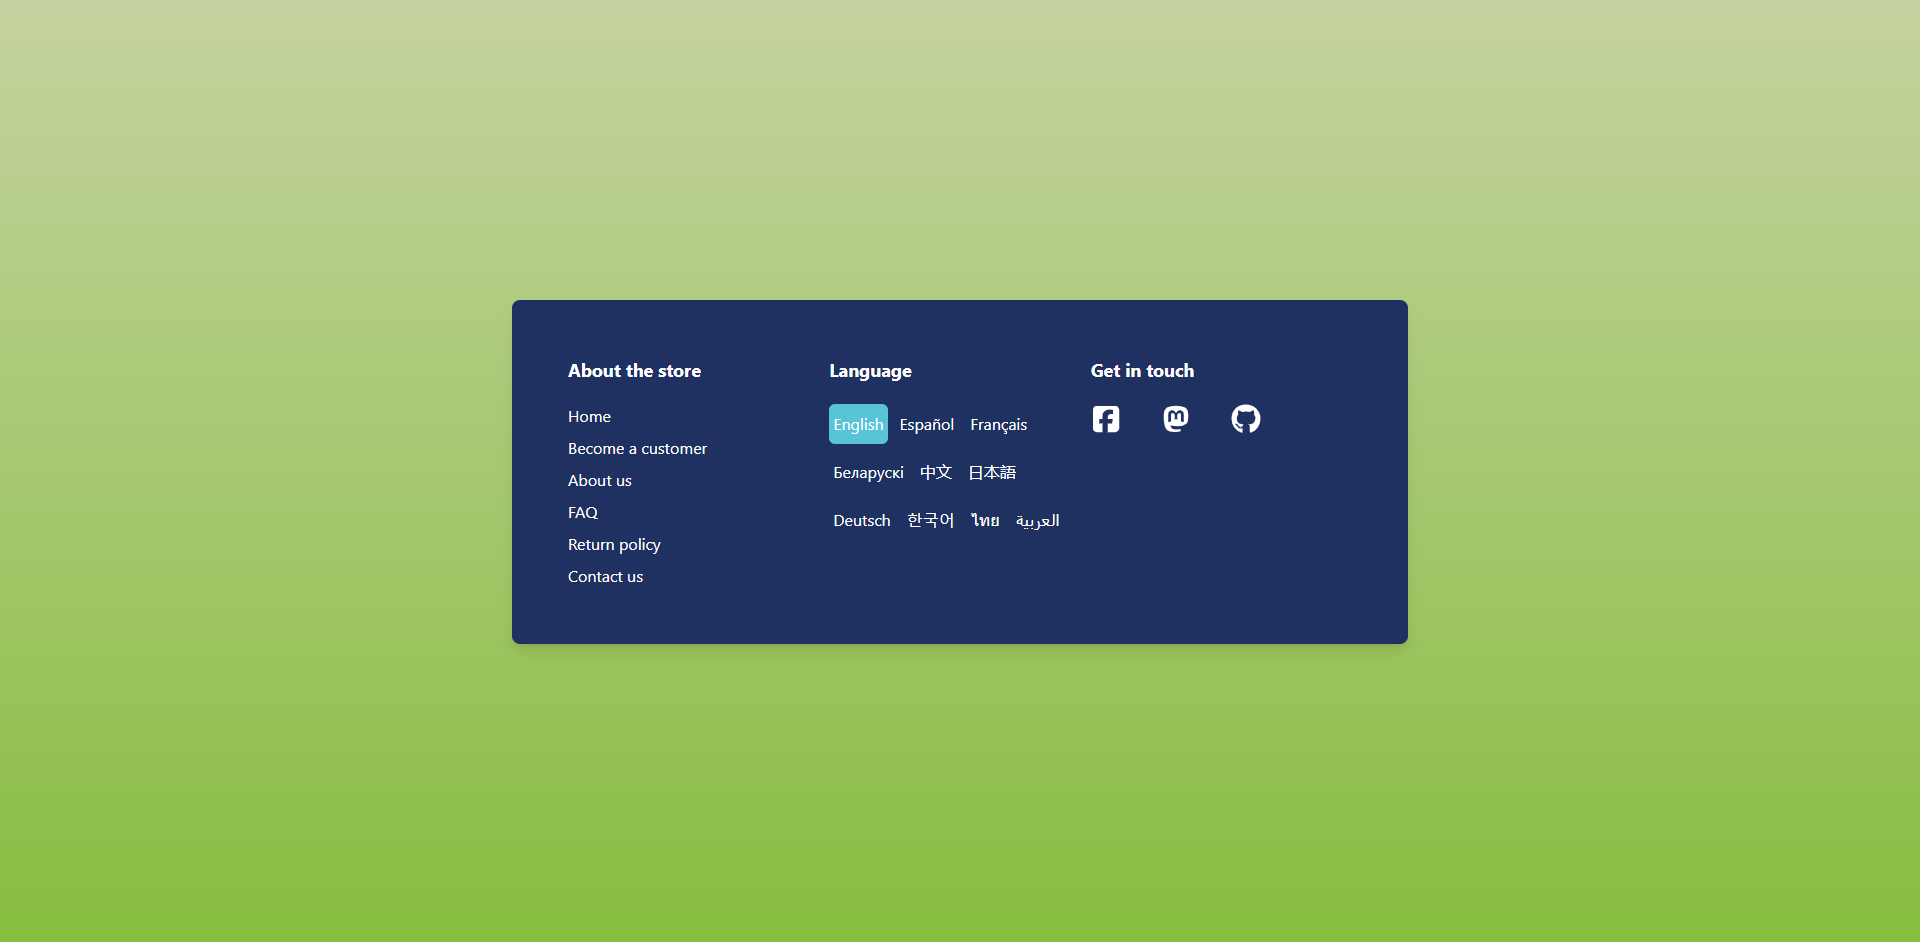 About the store
Home
Become a customer
About us
FAQ
Return policy
Contact us
Language
English Español Français
Беларускі 中文 日本語
Deutsch 한국어 ไทย العربية
Get in touch